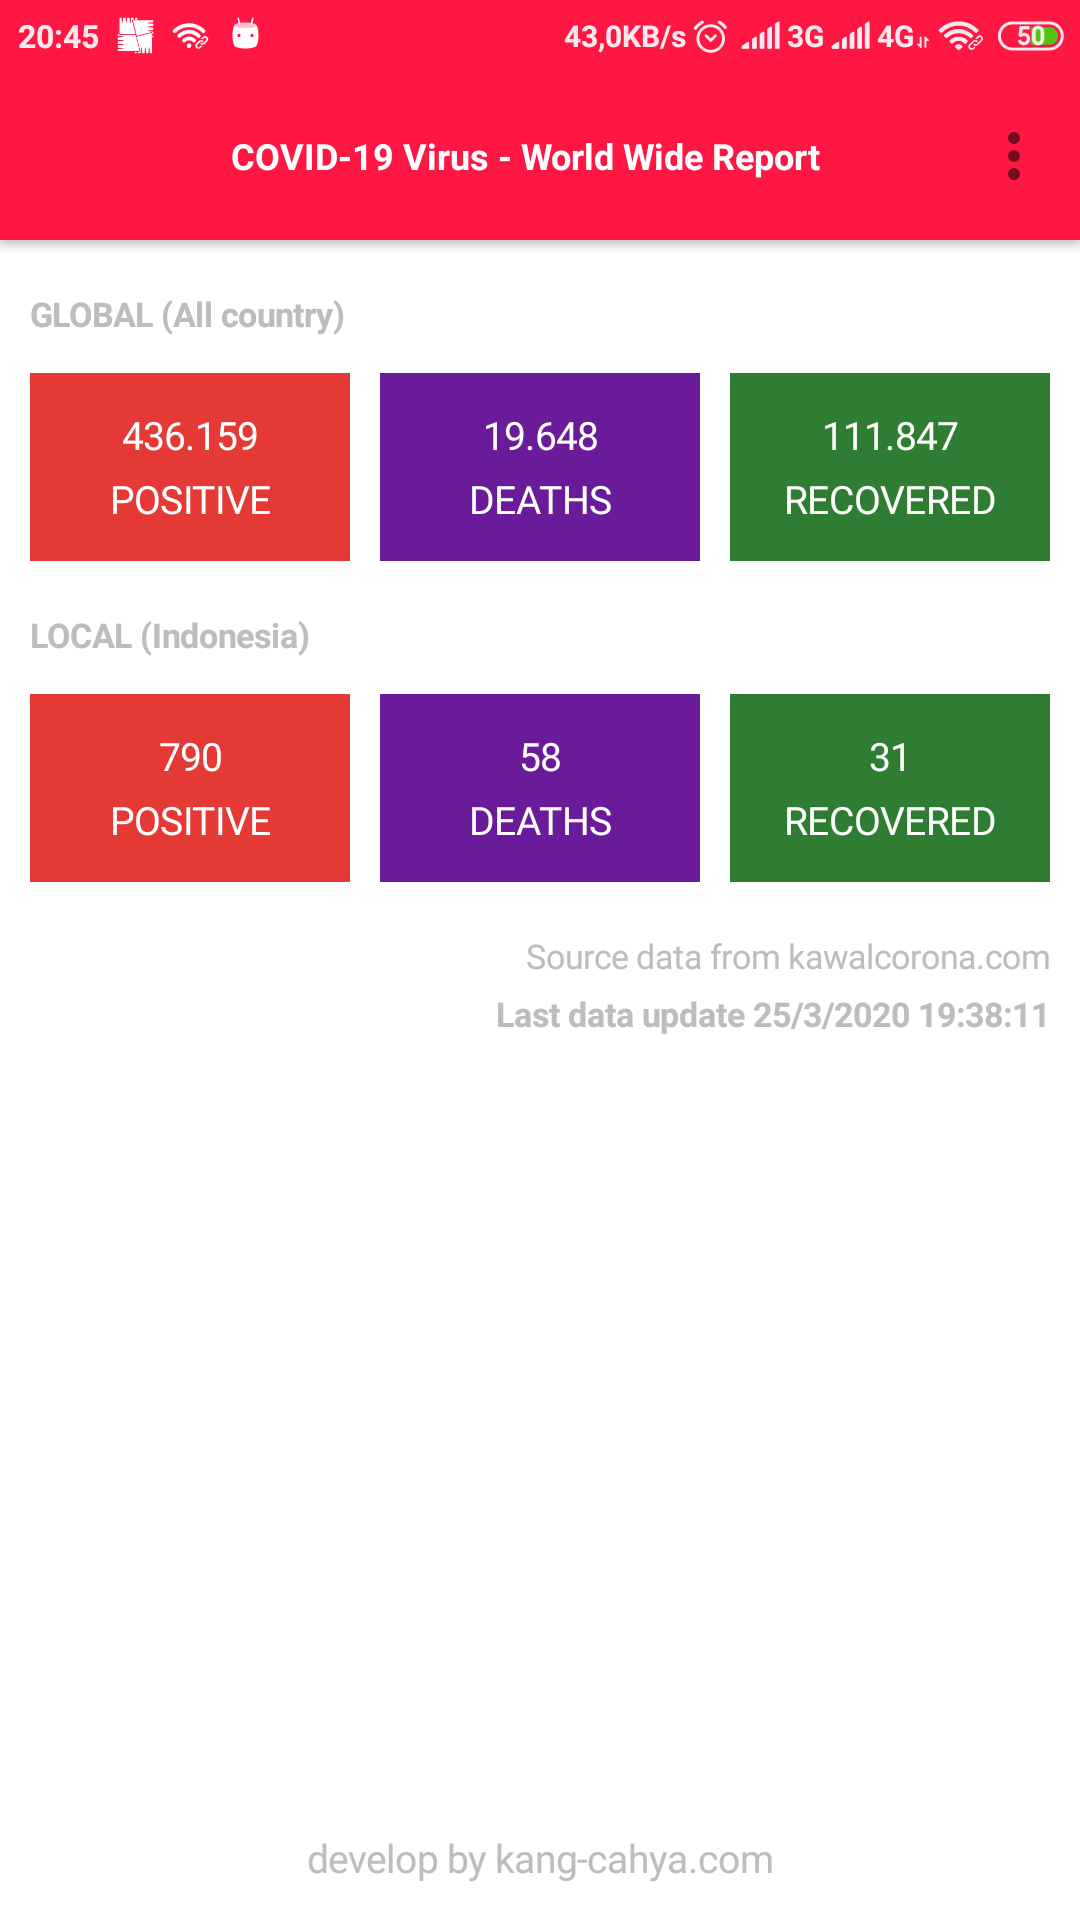 20:45 43,0KB/s 3G 4G 50
COVID-19 Virus - World Wide Report
GLOBAL (All country)
436.159 19.648 111.847
POSITIVE DEATHS RECOVERED
LOCAL (Indonesia)
790 58 31
POSITIVE DEATHS RECOVERED
Source data from kawalcorona.com
Last data update 25/3/2020 19:38:11
develop by kang-cahya.com